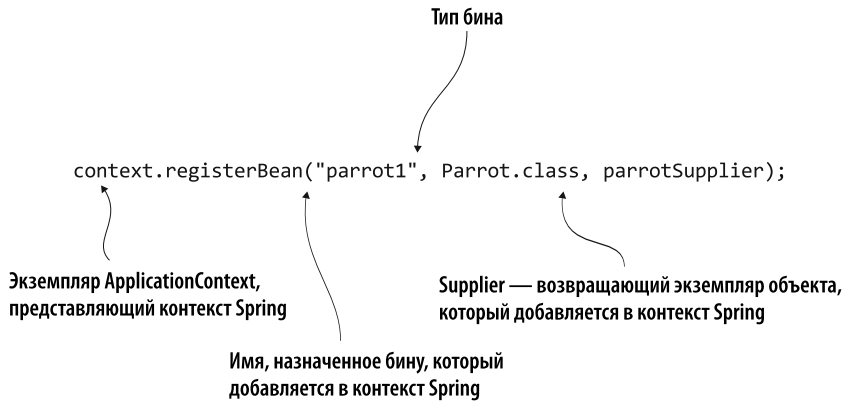 Тип бина
context.registerBean("parrot1", Parrot.class, parrotSupplier);
Экземпляр ApplicationContext,
представляющий контекст Spring
Supplier — возвращающий экземпляр объекта,
который добавляется в контекст Spring
Имя, назначенное бину, который
добавляется в контекст Spring